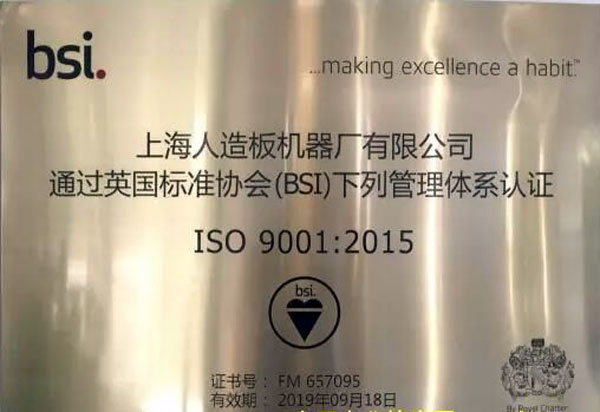 bsi.
...making excellence a habit.™
上海人造板机器厂有限公司
通过英国标准协会(BSI)下列管理体系认证
ISO 9001:2015
bsi.
证书号： FM 657095
有效期： 2019年09月18日
By Royal Charter